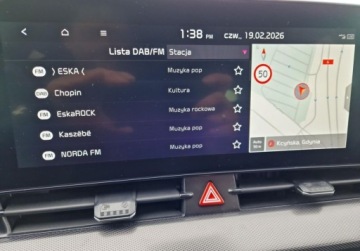 1:38 PM CZW., 19.02.2026
Lista DAB/FM Stacja
FM ) ESKA ( Muzyka pop
DAB Chopin Kultura
FM EskaROCK Muzyka rockowa
FM Kaszëbë Muzyka pop
FM NORDA FM Muzyka pop
50
Kcyńska, Gdynia